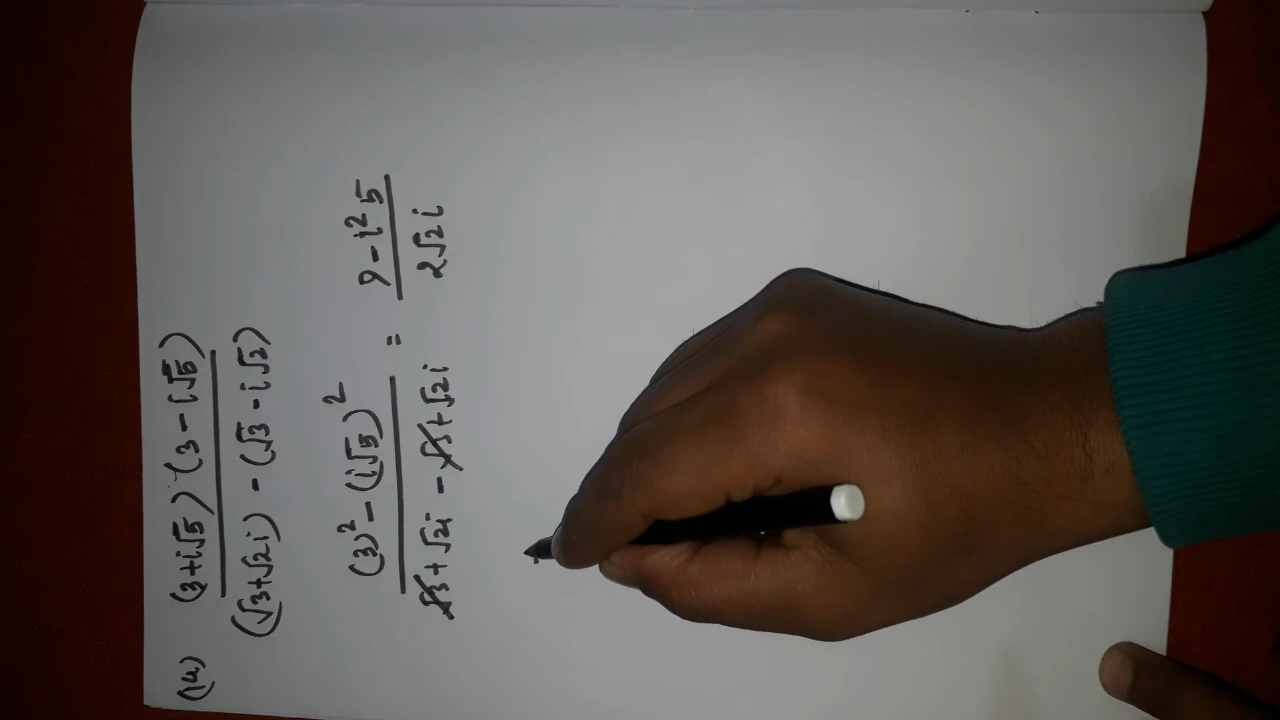 (14) (3+i√5) (3-i√5)
(√3+√2i) - (√3-i√2)
(3)² - (i√5)² = 9-i²5
√3+√2i - √3+√2i 2√2i